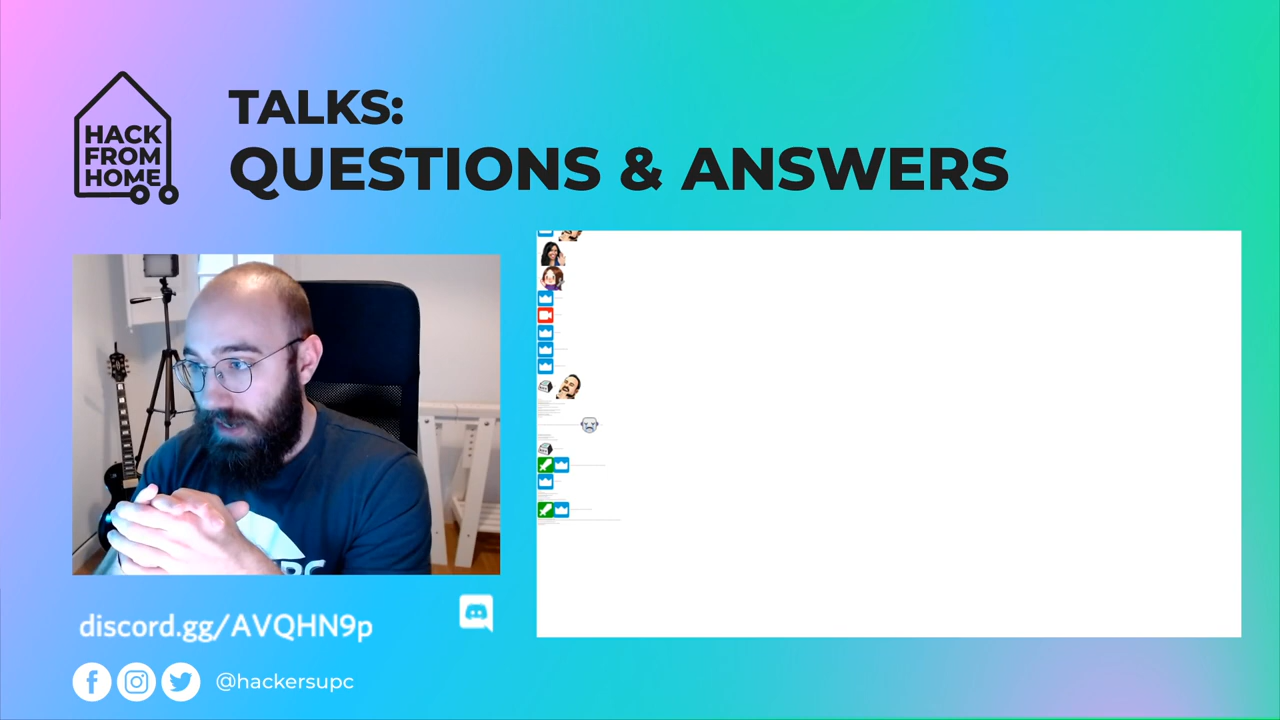 HACK
FROM
HOME
TALKS:
QUESTIONS & ANSWERS
discord.gg/AVQHN9p
@hackersupc